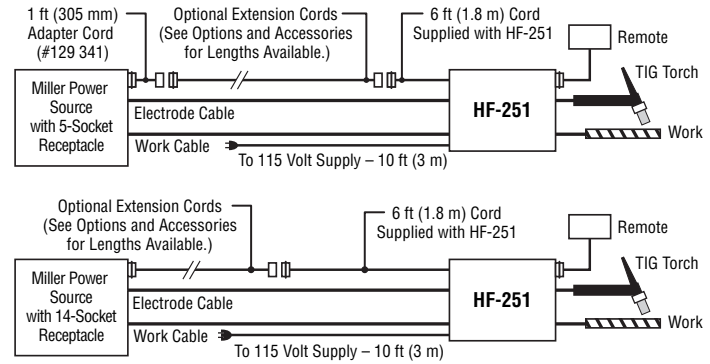 1 ft (305 mm)
Adapter Cord
(#129 341)
Optional Extension Cords
(See Options and Accessories
for Lengths Available.)
6 ft (1.8 m) Cord
Supplied with HF-251
Remote
TIG Torch
Miller Power
Source
with 5-Socket
Receptacle
Electrode Cable
HF-251
Work
Work Cable
To 115 Volt Supply – 10 ft (3 m)
Optional Extension Cords
(See Options and Accessories
for Lengths Available.)
6 ft (1.8 m) Cord
Supplied with HF-251
Remote
TIG Torch
Miller Power
Source
with 14-Socket
Receptacle
Electrode Cable
HF-251
Work
Work Cable
To 115 Volt Supply – 10 ft (3 m)